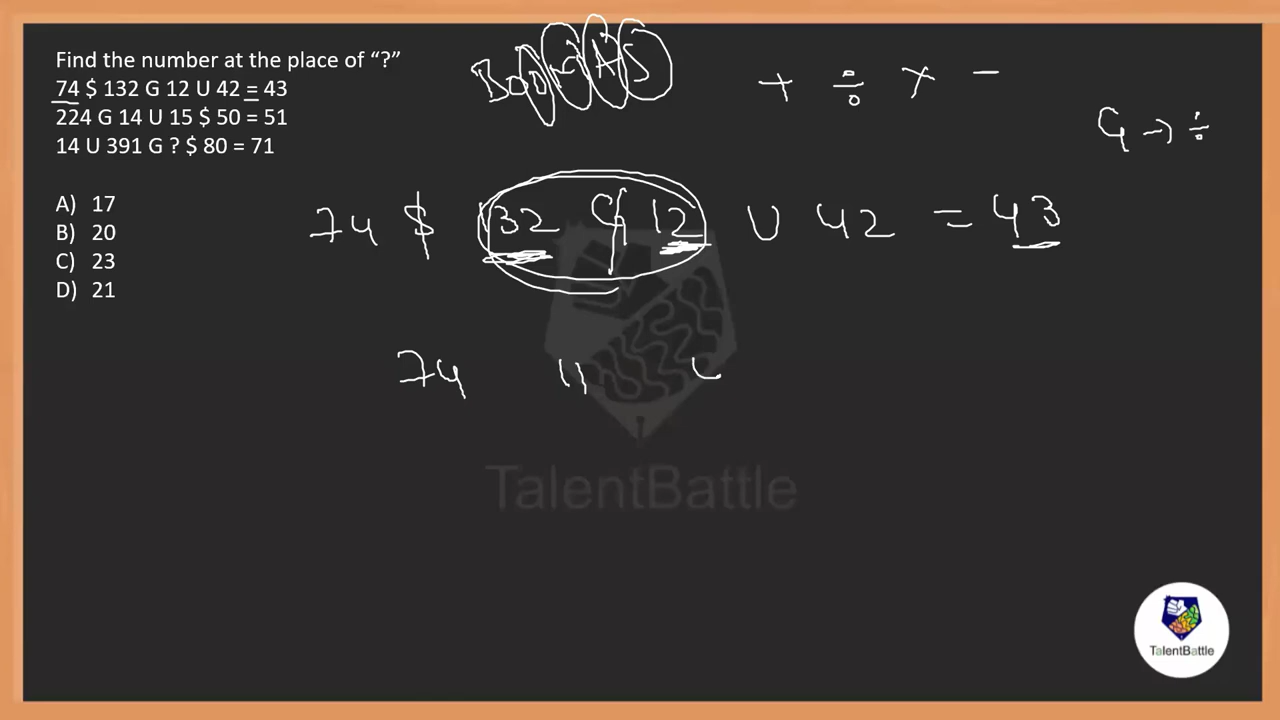 Find the number at the place of “?”
74 $ 132 G 12 U 42 = 43
224 G 14 U 15 $ 50 = 51
14 U 391 G ? $ 80 = 71
A) 17
B) 20
C) 23
D) 21
BODMAS
+ ÷ × -
G → ÷
74 $ 132 G 12 U 42 = 43
74 11 U
TalentBattle
TalentBattle